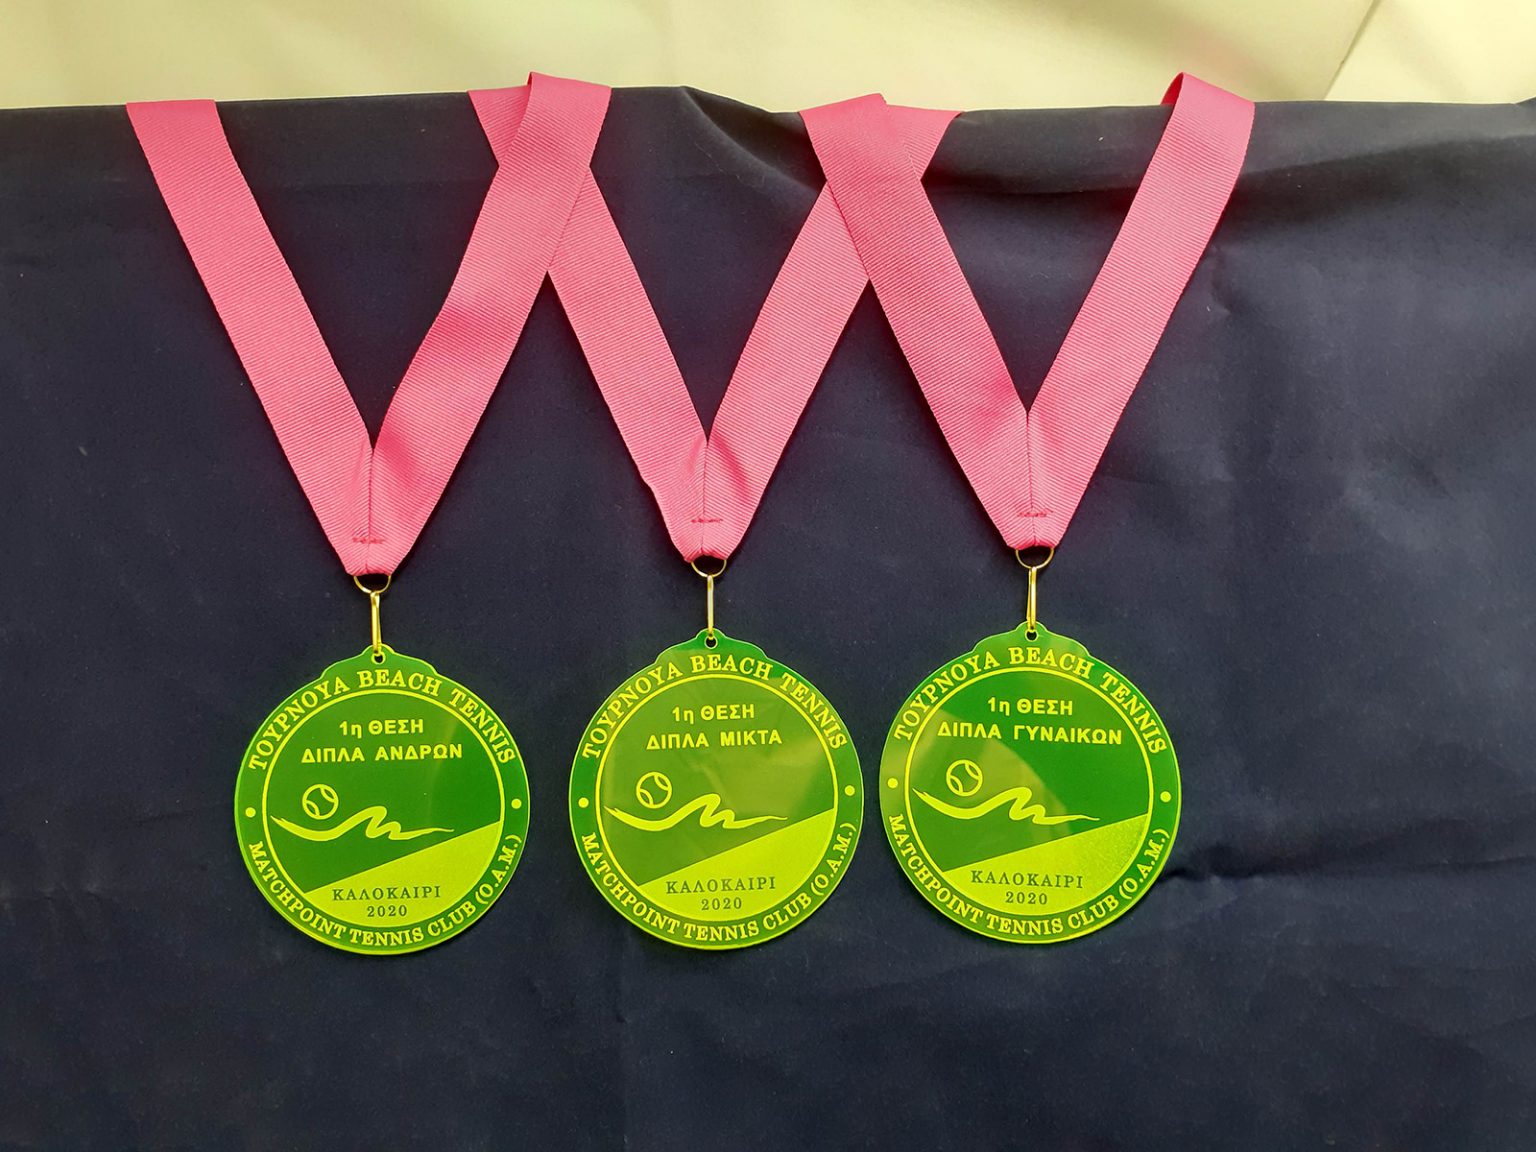 ΤΟΥΡΝΟΥΑ BEACH TENNIS
1η ΘΕΣΗ
ΔΙΠΛΑ ΑΝΔΡΩΝ
ΚΑΛΟΚΑΙΡΙ
2020
MATCHPOINT TENNIS CLUB (O.A.M.)
ΤΟΥΡΝΟΥΑ BEACH TENNIS
1η ΘΕΣΗ
ΔΙΠΛΑ ΜΙΚΤΑ
ΚΑΛΟΚΑΙΡΙ
2020
MATCHPOINT TENNIS CLUB (O.A.M.)
ΤΟΥΡΝΟΥΑ BEACH TENNIS
1η ΘΕΣΗ
ΔΙΠΛΑ ΓΥΝΑΙΚΩΝ
ΚΑΛΟΚΑΙΡΙ
2020
MATCHPOINT TENNIS CLUB (O.A.M.)